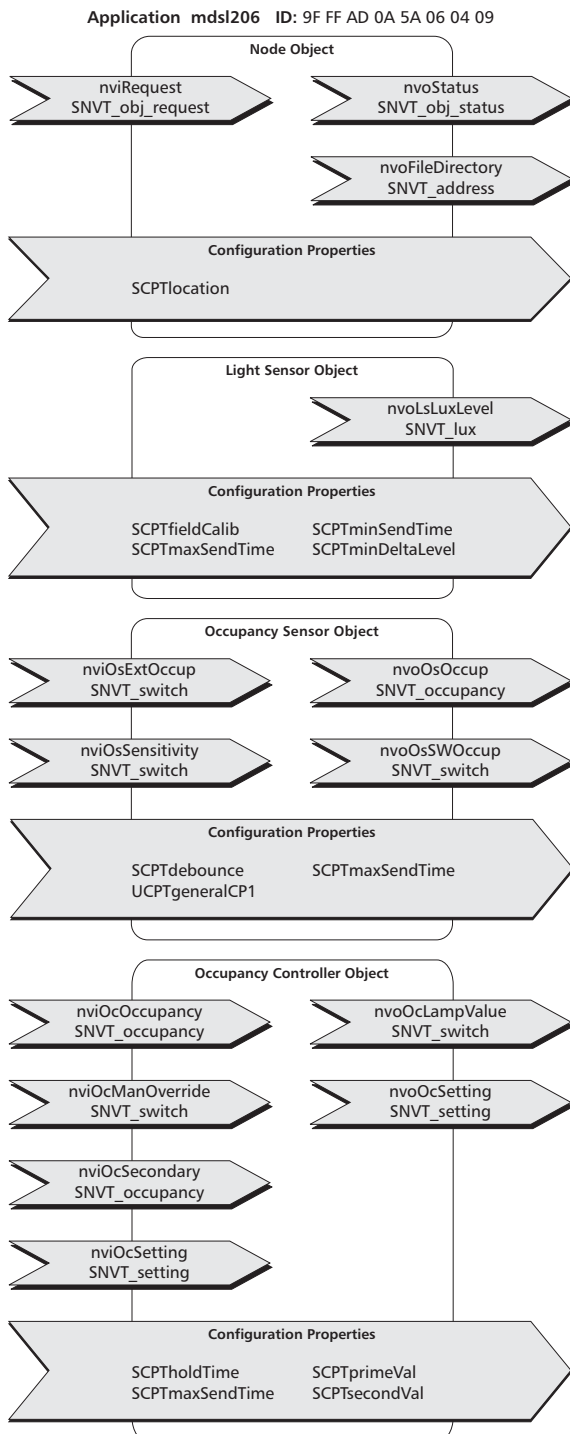 Application mdsl206 ID: 9F FF AD 0A 5A 06 04 09
Node Object
nviRequest
SNVT_obj_request
nvoStatus
SNVT_obj_status
nvoFileDirectory
SNVT_address
Configuration Properties
SCPTlocation
Light Sensor Object
nvoLsLuxLevel
SNVT_lux
Configuration Properties
SCPTfieldCalib SCPTminSendTime
SCPTmaxSendTime SCPTminDeltaLevel
Occupancy Sensor Object
nviOsExtOccup
SNVT_switch
nvoOsOccup
SNVT_occupancy
nviOsSensitivity
SNVT_switch
nvoOsSWOccup
SNVT_switch
Configuration Properties
SCPTdebounce SCPTmaxSendTime
UCPTgeneralCP1
Occupancy Controller Object
nviOcOccupancy
SNVT_occupancy
nvoOcLampValue
SNVT_switch
nviOcManOverride
SNVT_switch
nvoOcSetting
SNVT_setting
nviOcSecondary
SNVT_occupancy
nviOcSetting
SNVT_setting
Configuration Properties
SCPTholdTime SCPTprimeVal
SCPTmaxSendTime SCPTsecondVal